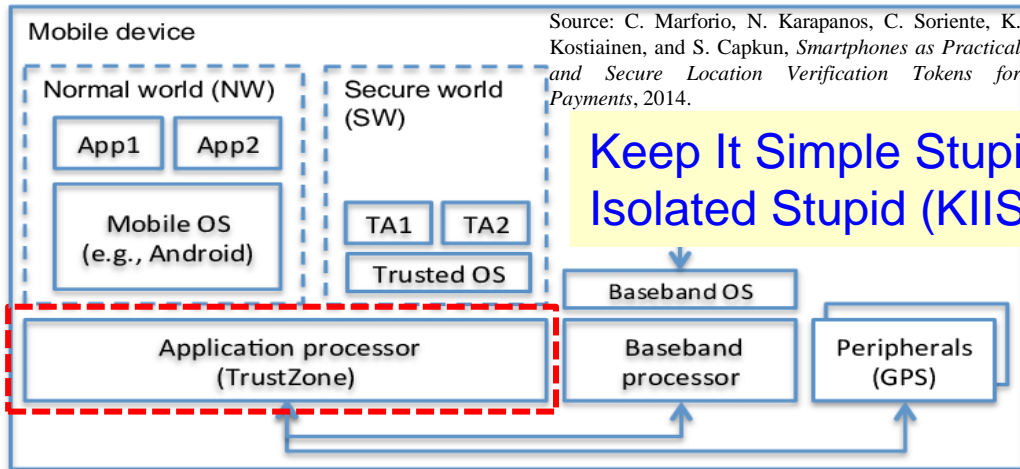 Mobile device
Source: C. Marforio, N. Karapanos, C. Soriente, K.
Kostiainen, and S. Capkun, Smartphones as Practical
and Secure Location Verification Tokens for
Payments, 2014.
Normal world (NW)
Secure world
(SW)
App1
App2
Mobile OS
(e.g., Android)
TA1
TA2
Trusted OS
Keep It Simple Stupi
Isolated Stupid (KIIS
Baseband OS
Application processor
(TrustZone)
Baseband
processor
Peripherals
(GPS)